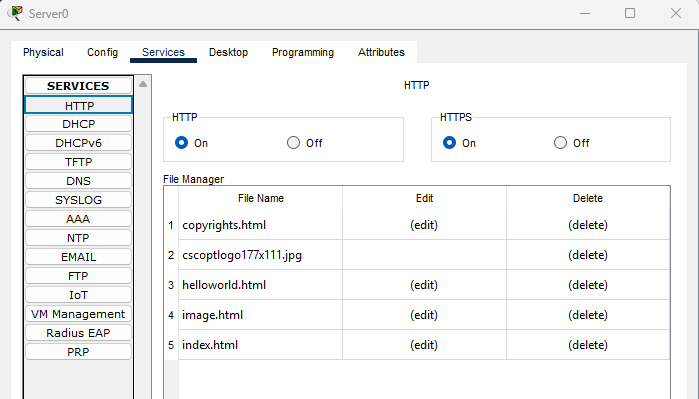 Server0
Physical Config Services Desktop Programming Attributes
SERVICES
HTTP
DHCP
DHCPv6
TFTP
DNS
SYSLOG
AAA
NTP
EMAIL
FTP
IoT
VM Management
Radius EAP
PRP
HTTP
HTTP
On Off
HTTPS
On Off
File Manager
File Name Edit Delete
1 copyrights.html (edit) (delete)
2 cscoptlogo177x111.jpg (delete)
3 helloworld.html (edit) (delete)
4 image.html (edit) (delete)
5 index.html (edit) (delete)